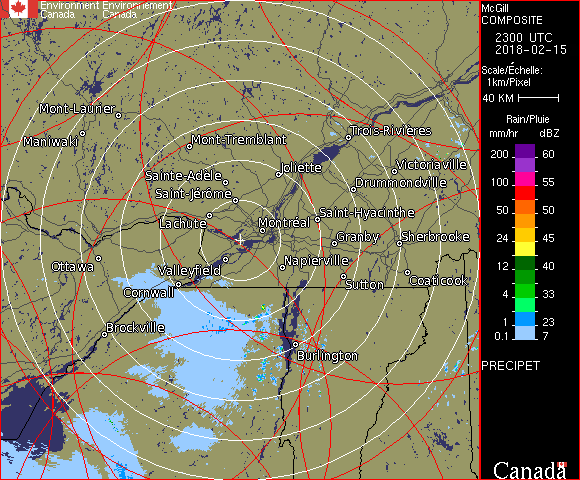 Environment Environnement
Canada Canada
McGill
COMPOSITE
2300 UTC
2018-02-15
Scale/Échelle:
1km/Pixel
40 KM
Rain/Pluie
mm/hr dBZ
200 60
100 55
50 50
24 45
12 40
4 33
1 23
0.1 7
PRECIPET
Canada
Mont-Laurier
Maniwaki
Mont-Tremblant
Trois-Rivières
Joliette
Victoriaville
Sainte-Adèle
Drummondville
Saint-Jérôme
Saint-Hyacinthe
Lachute
Montréal
Granby
Sherbrooke
Ottawa
Valleyfield
Napierville
Sutton
Coaticook
Cornwall
Brockville
Burlington